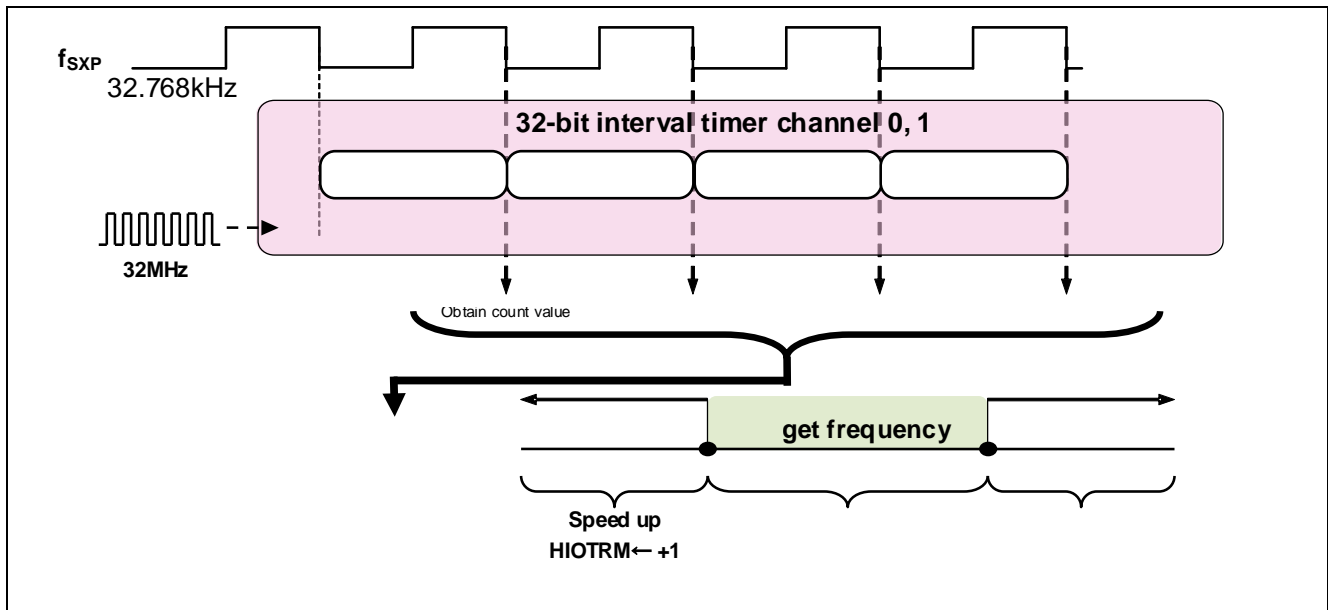 fSXP
32.768kHz
32-bit interval timer channel 0, 1
32MHz
Obtain count value
get frequency
Speed up
HIOTRM← +1